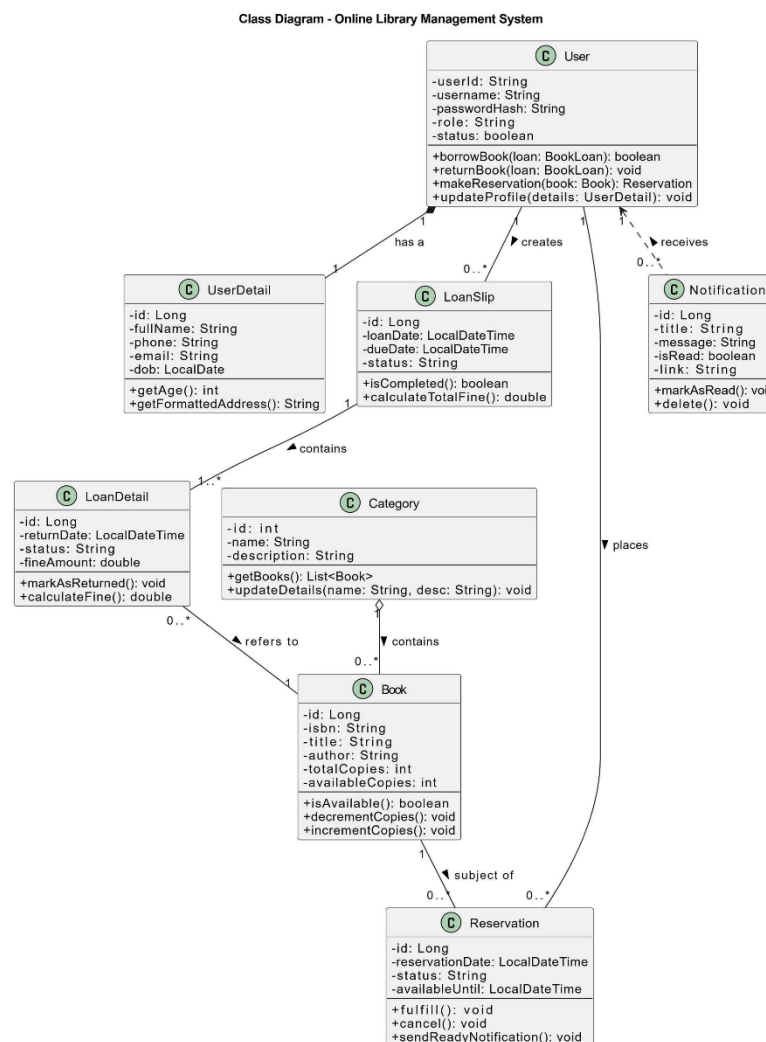 Class Diagram - Online Library Management System
C User
-userId: String
-username: String
-passwordHash: String
-role: String
-status: boolean
+borrowBook(loan: BookLoan): boolean
+returnBook(loan: BookLoan): void
+makeReservation(book: Book): Reservation
+updateProfile(details: UserDetail): void
1
1
1
1
has a
creates
receives
1
0..*
0..*
C UserDetail
-id: Long
-fullName: String
-phone: String
-email: String
-dob: LocalDate
+getAge(): int
+getFormattedAddress(): String
C LoanSlip
-id: Long
-loanDate: LocalDateTime
-dueDate: LocalDateTime
-status: String
+isCompleted(): boolean
+calculateTotalFine(): double
C Notification
-id: Long
-title: String
-message: String
-isRead: boolean
-link: String
+markAsRead(): voi
+delete(): void
1
contains
1..*
C LoanDetail
-id: Long
-returnDate: LocalDateTime
-status: String
-fineAmount: double
+markAsReturned(): void
+calculateFine(): double
C Category
-id: int
-name: String
-description: String
+getBooks(): List<Book>
+updateDetails(name: String, desc: String): void
places
0..*
refers to
1
1
contains
0..*
C Book
-id: Long
-isbn: String
-title: String
-author: String
-totalCopies: int
-availableCopies: int
+isAvailable(): boolean
+decrementCopies(): void
+incrementCopies(): void
1
subject of
0..*
0..*
C Reservation
-id: Long
-reservationDate: LocalDateTime
-status: String
-availableUntil: LocalDateTime
+fulfill(): void
+cancel(): void
+sendReadyNotification(): void